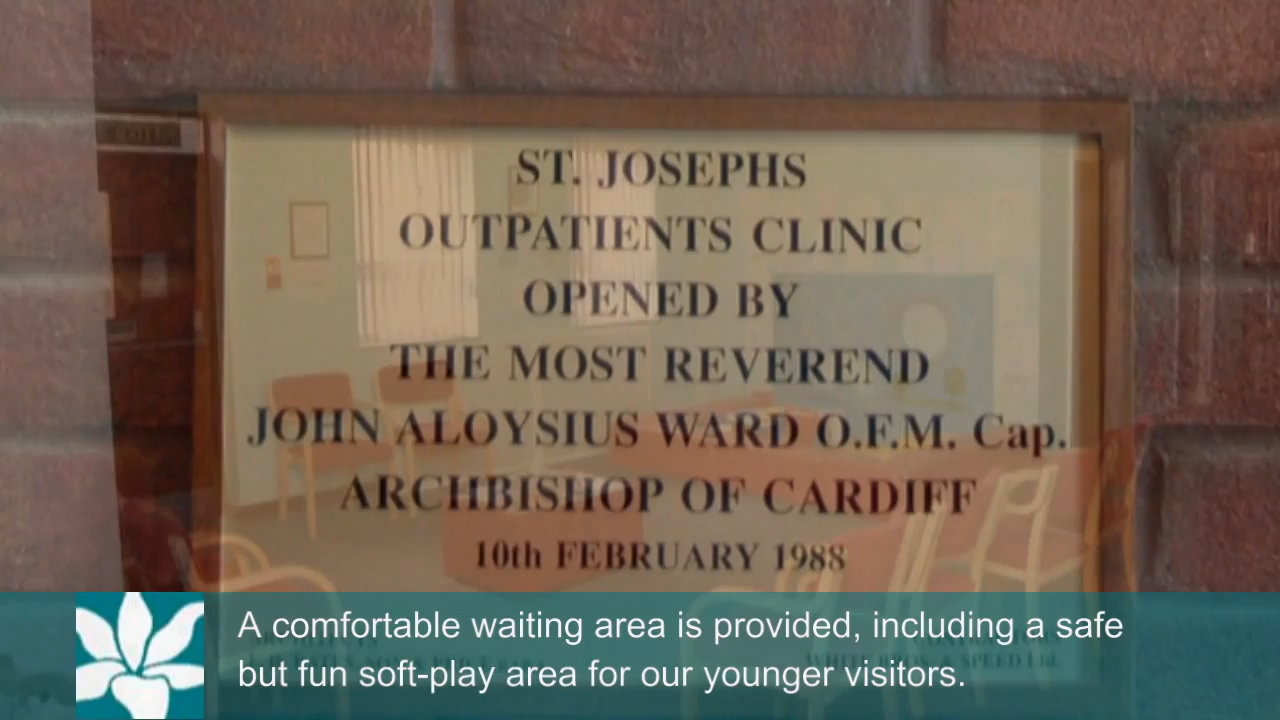 ST. JOSEPHS
OUTPATIENTS CLINIC
OPENED BY
THE MOST REVEREND
JOHN ALOYSIUS WARD O.F.M. Cap.
ARCHBISHOP OF CARDIFF
10th FEBRUARY 1988
A comfortable waiting area is provided, including a safe
but fun soft-play area for our younger visitors.